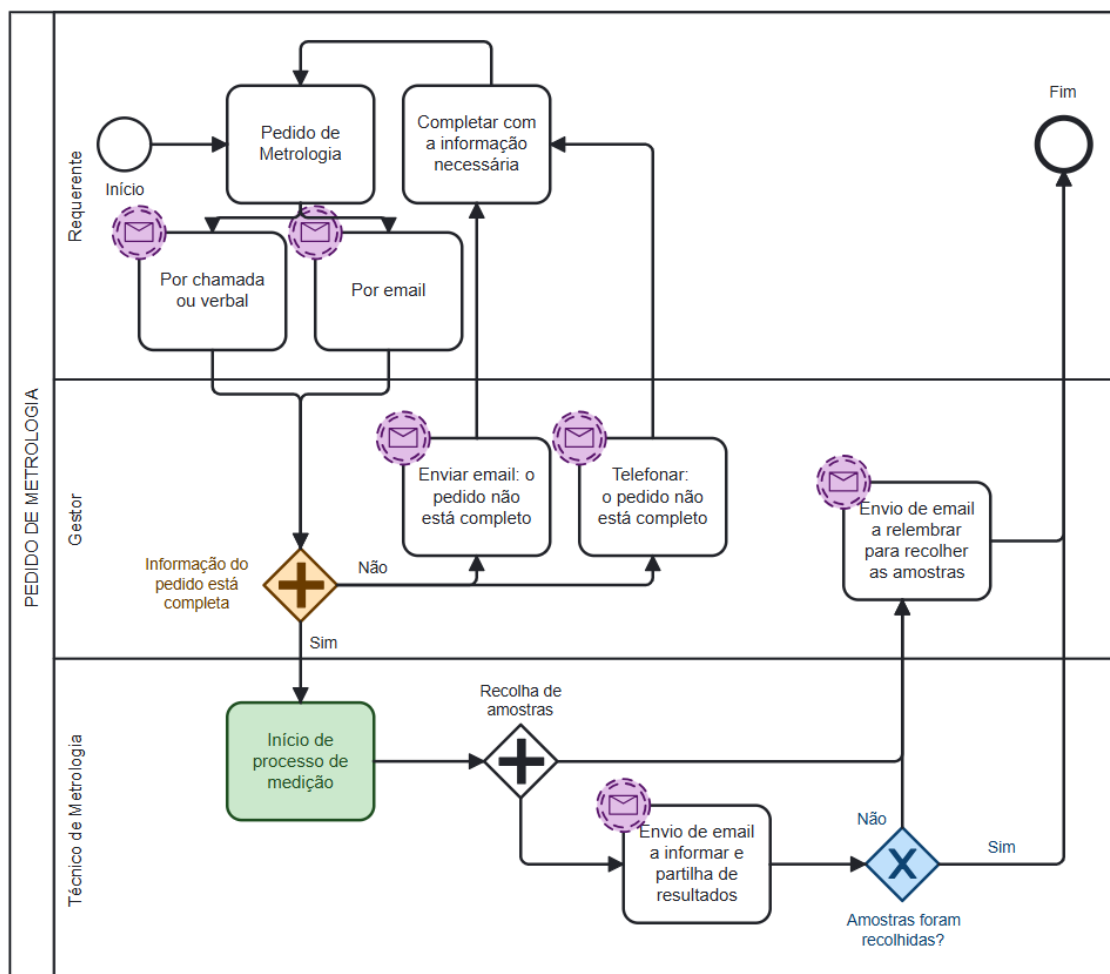 PEDIDO DE METROLOGIA
Requerente
Início
Pedido de
Metrologia
Completar com
a informação
necessária
Fim
Por chamada
ou verbal
Por email
Gestor
Enviar email: o
pedido não
está completo
Telefonar:
o pedido não
está completo
Envio de email
a relembrar
para recolher
as amostras
Informação do
pedido está
completa
Não
Sim
Técnico de Metrologia
Início de
processo de
medição
Recolha de
amostras
Envio de email
a informar e
partilha de
resultados
Não
X
Sim
Amostras foram
recolhidas?